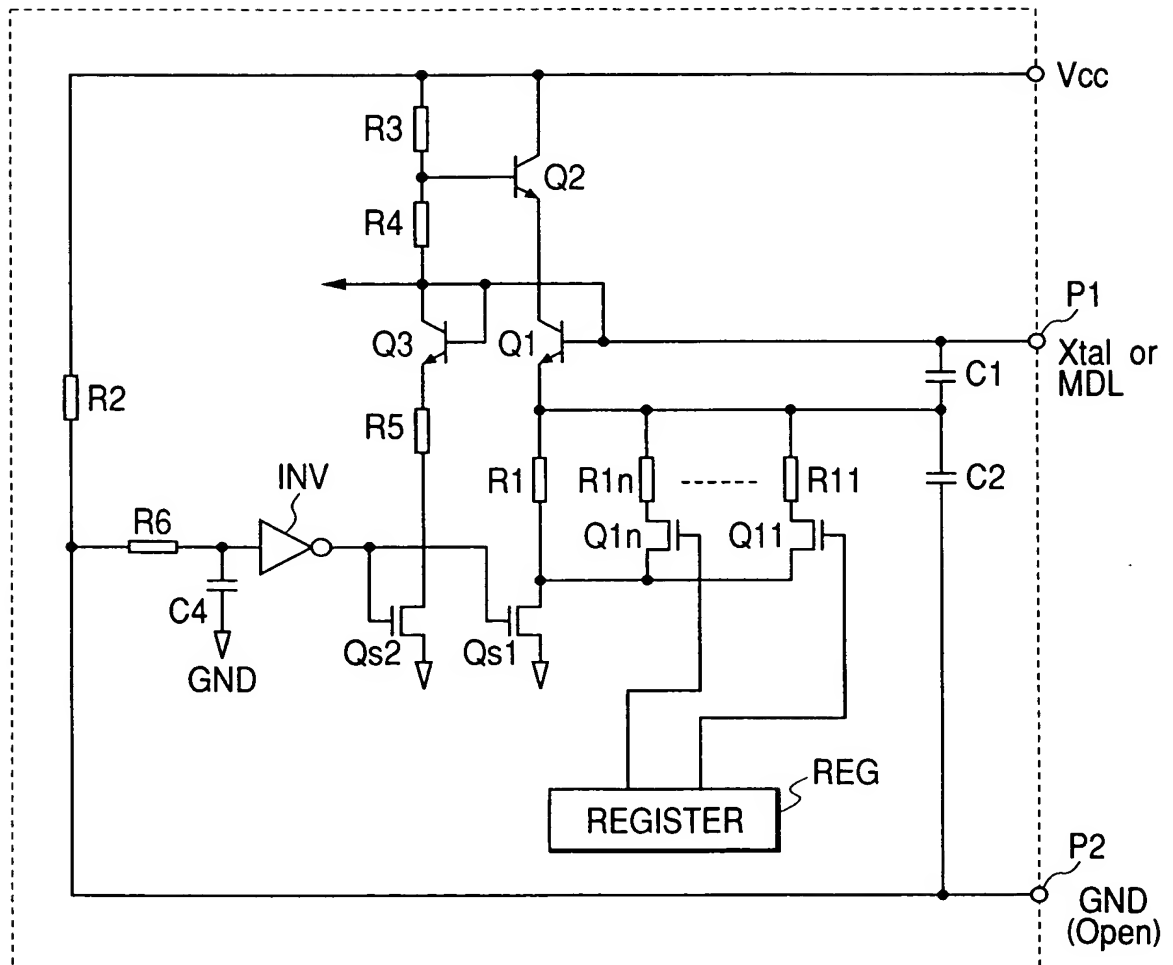 Vcc
R3
Q2
R4
P1
Q3
Q1
Xtal or
MDL
C1
R2
R5
INV
R1
R1n
R11
C2
R6
Q1n
Q11
C4
Qs2
Qs1
GND
REG
REGISTER
P2
GND
(Open)